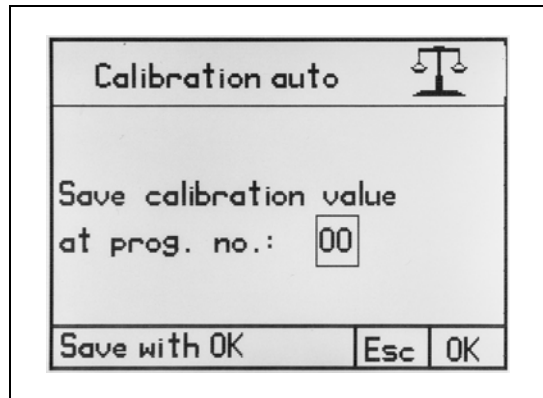 Calibration auto
Save calibration value
at prog. no.: 00
Save with OK Esc OK